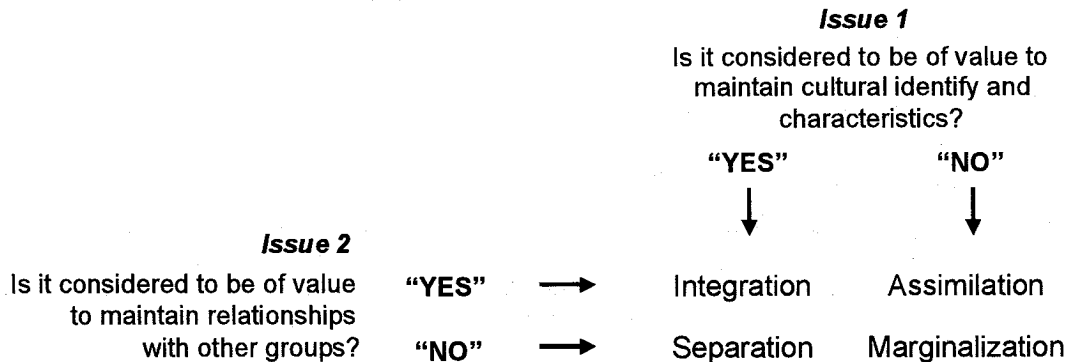 Issue 1
Is it considered to be of value to
maintain cultural identify and
characteristics?
“YES” “NO”
Issue 2
Is it considered to be of value
to maintain relationships
with other groups?
“YES” Integration Assimilation
“NO” Separation Marginalization